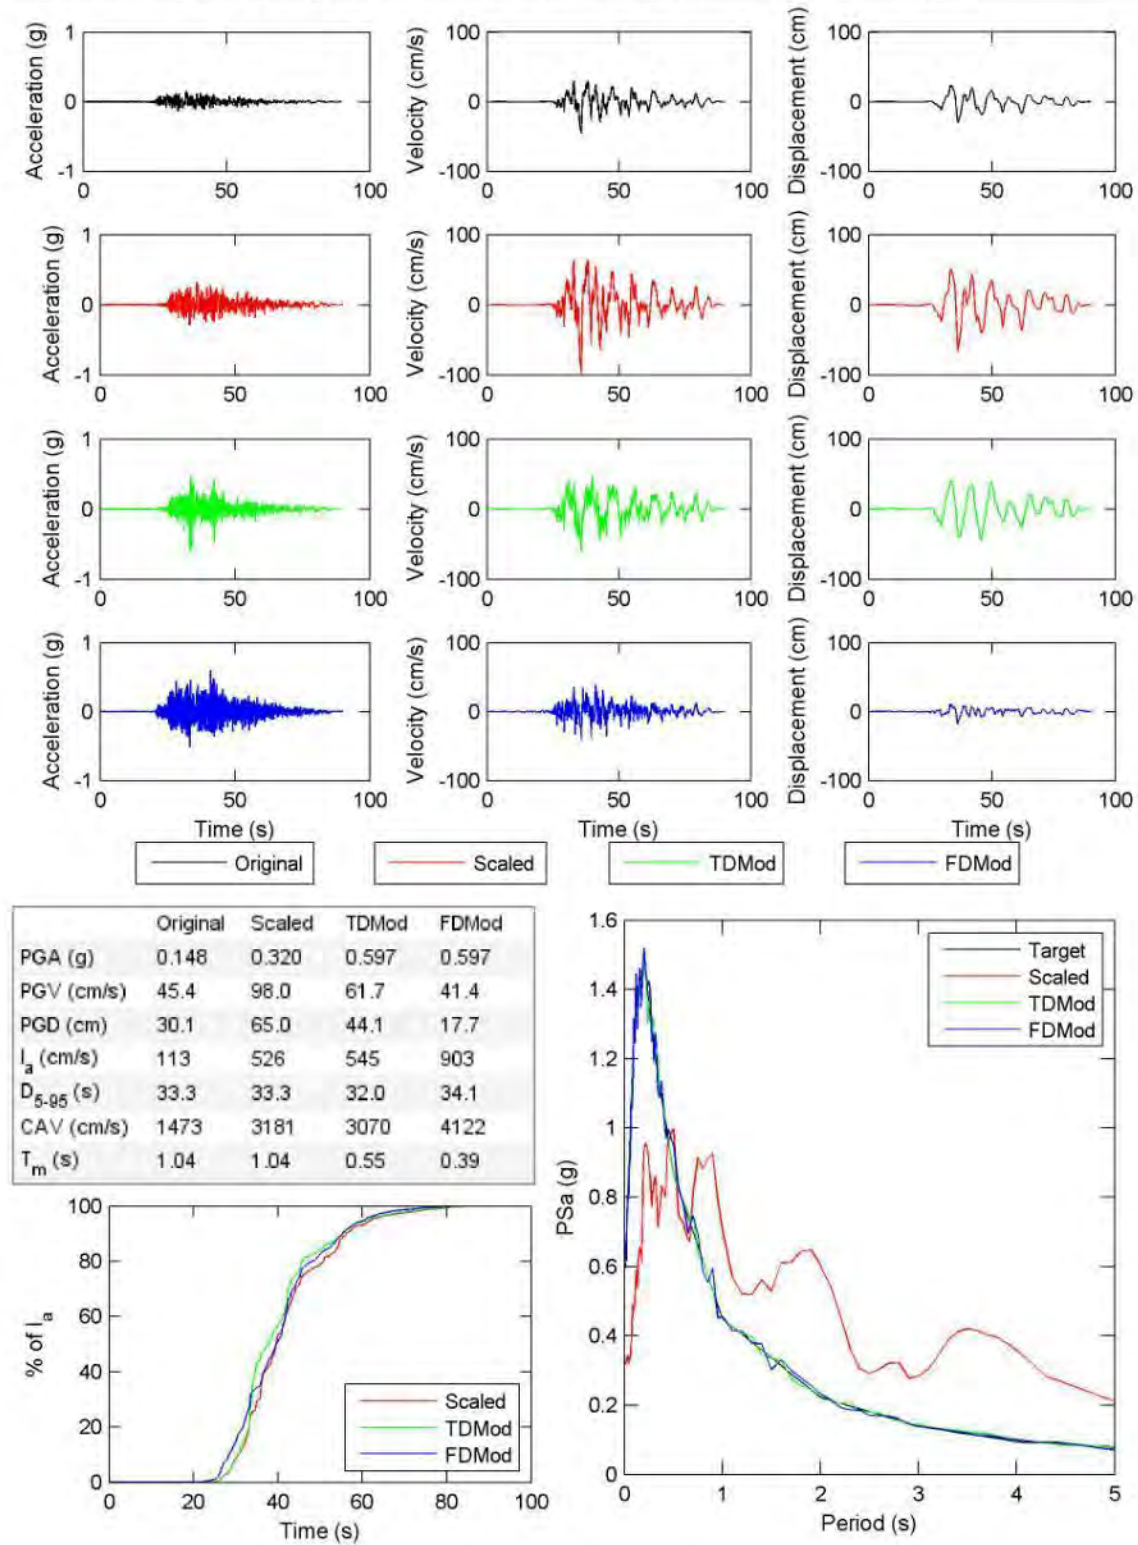 Acceleration (g)
1
0
-1
0 50 100
Velocity (cm/s)
100
0
-100
0 50 100
Displacement (cm)
100
0
-100
0 50 100
Acceleration (g)
1
0
-1
0 50 100
Velocity (cm/s)
100
0
-100
0 50 100
Displacement (cm)
100
0
-100
0 50 100
Acceleration (g)
1
0
-1
0 50 100
Velocity (cm/s)
100
0
-100
0 50 100
Displacement (cm)
100
0
-100
0 50 100
Acceleration (g)
1
0
-1
0 50 100
Time (s)
Velocity (cm/s)
100
0
-100
0 50 100
Time (s)
Displacement (cm)
100
0
-100
0 50 100
Time (s)
Original Scaled TDMod FDMod
Original Scaled TDMod FDMod
PGA (g) 0.148 0.320 0.597 0.597
PGV (cm/s) 45.4 98.0 61.7 41.4
PGD (cm) 30.1 65.0 44.1 17.7
Ia (cm/s) 113 526 545 903
D5-95 (s) 33.3 33.3 32.0 34.1
CAV (cm/s) 1473 3181 3070 4122
Tm (s) 1.04 1.04 0.55 0.39
% of Ia
100
80
60
40
20
0
0 20 40 60 80 100
Time (s)
Scaled
TDMod
FDMod
PSa (g)
1.6
1.4
1.2
1
0.8
0.6
0.4
0.2
0
0 1 2 3 4 5
Period (s)
Target
Scaled
TDMod
FDMod